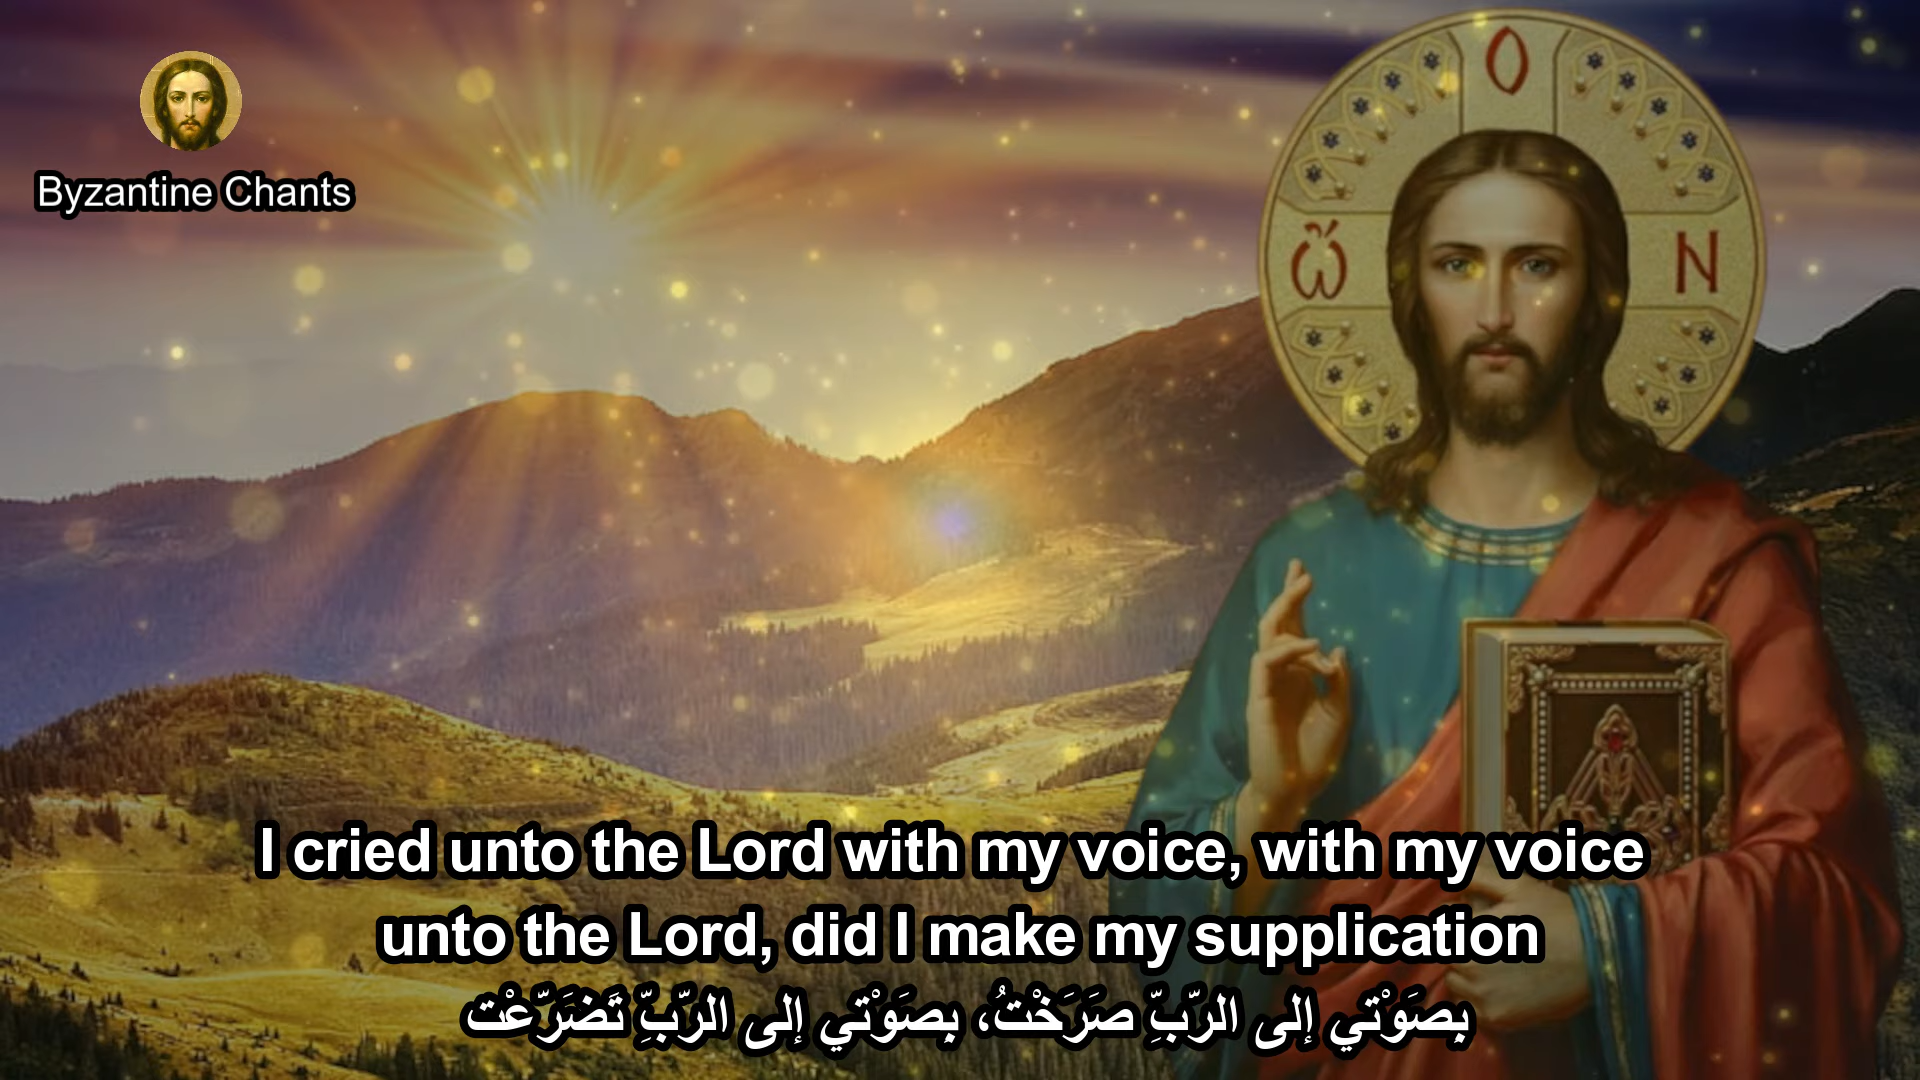 Byzantine Chants
Ο
Ὤ Ν
I cried unto the Lord with my voice, with my voice
unto the Lord, did I make my supplication
بِصَوْتي إلى الرّبِّ صَرَخْتُ، بِصَوْتي إلى الرّبِّ تَضَرَّعْت